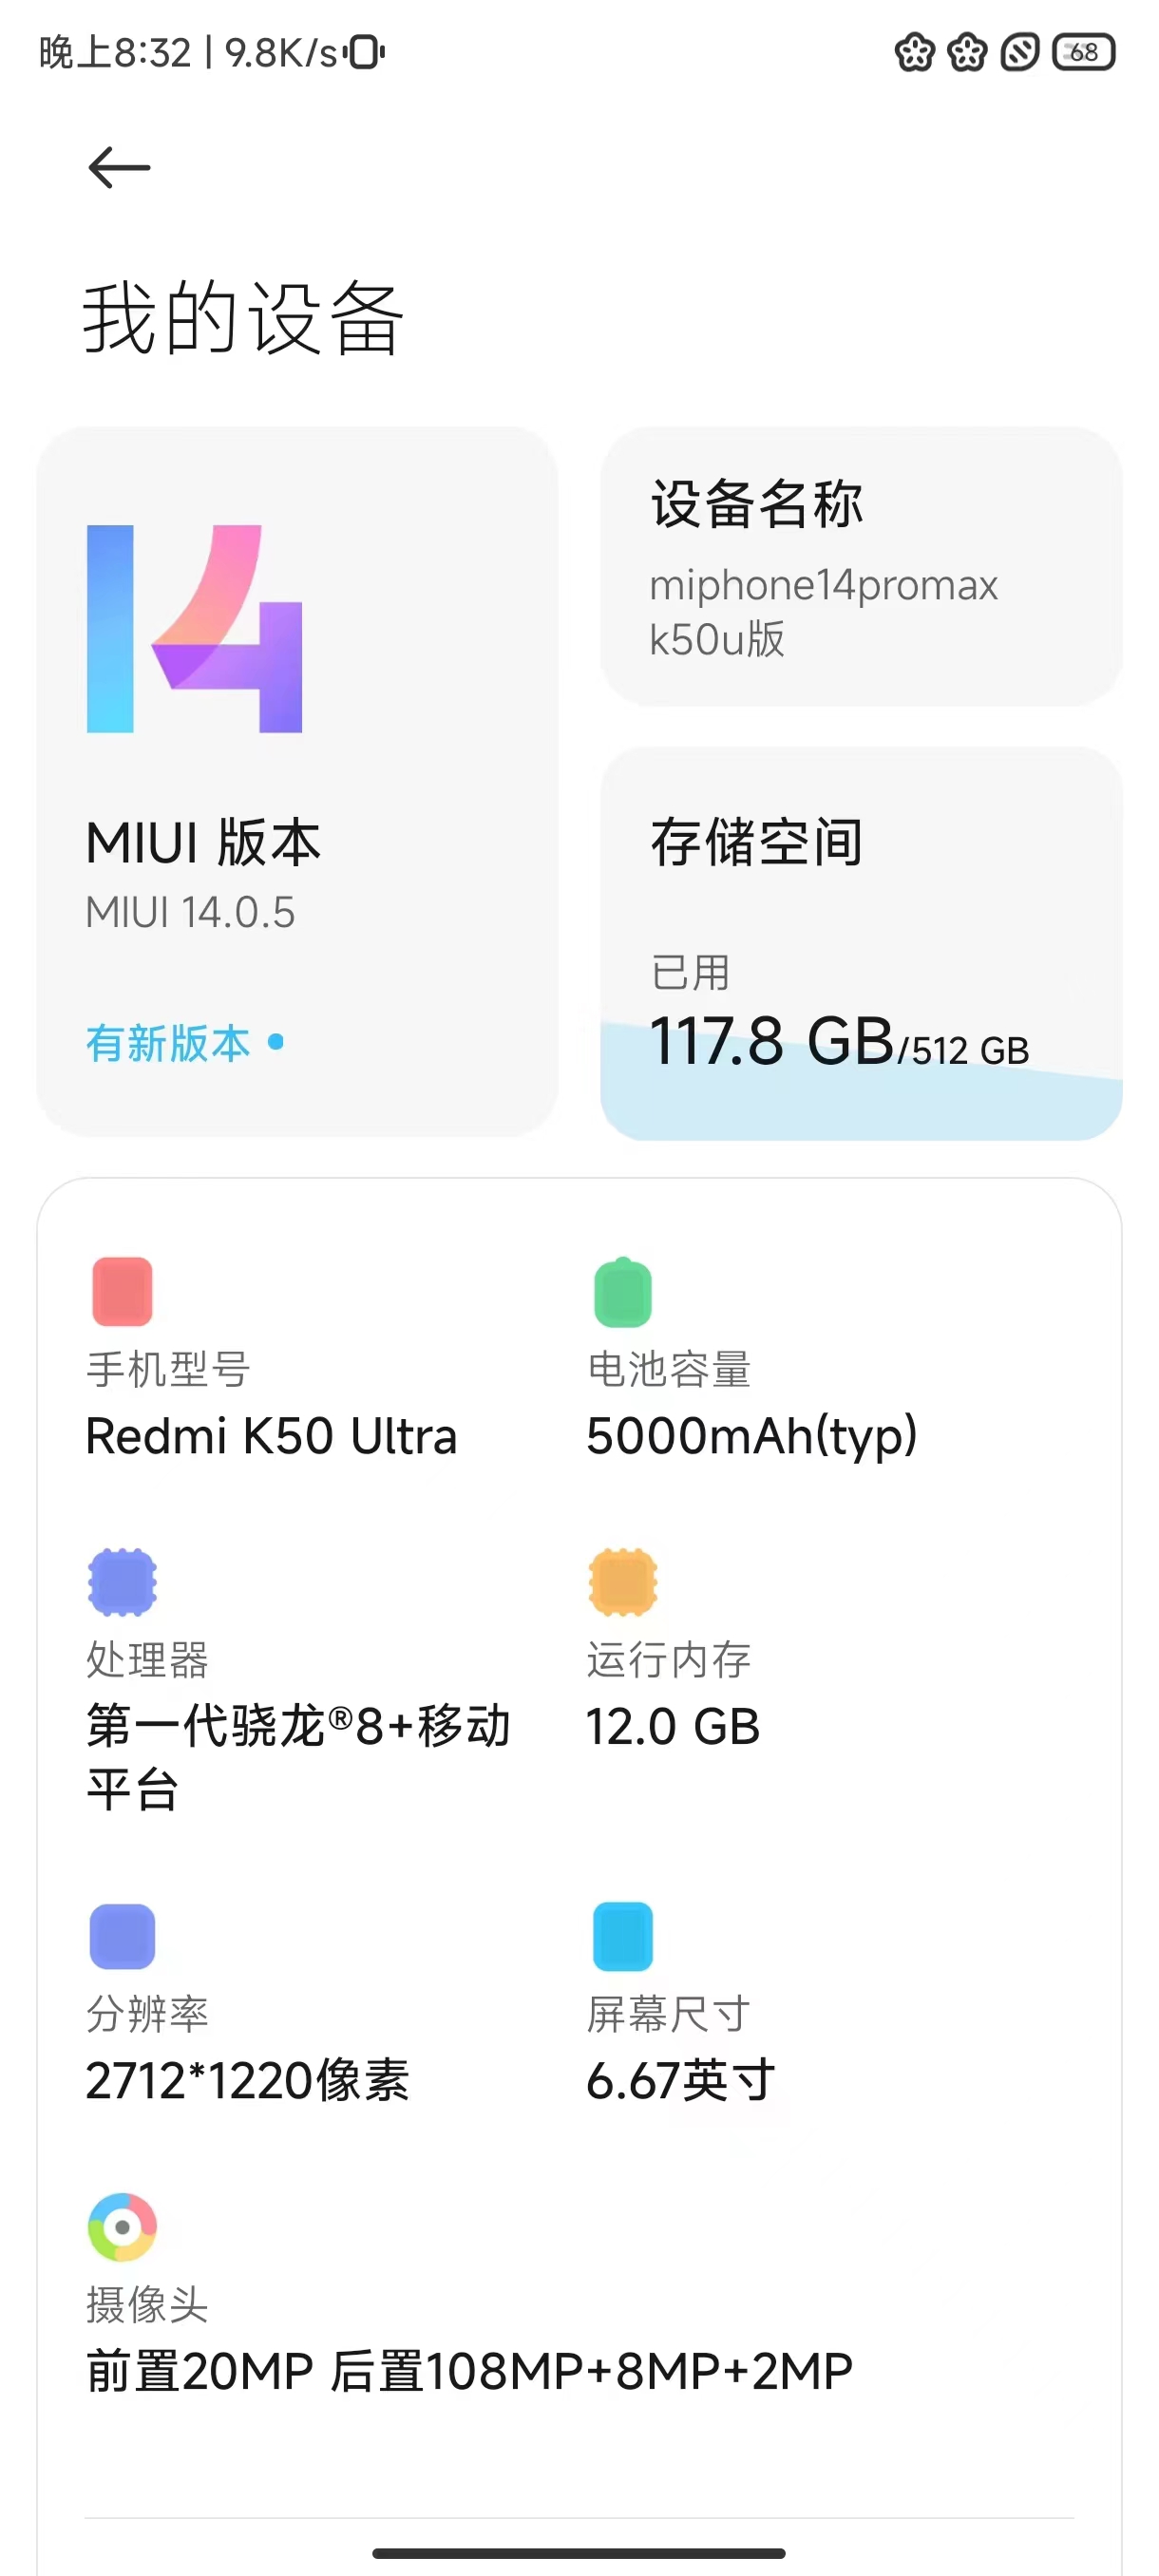 晚上8:32 | 9.8K/s
68
我的设备
14
MIUI 版本
MIUI 14.0.5
有新版本
设备名称
miphone14promax
k50u版
存储空间
已用
117.8 GB/512 GB
手机型号
Redmi K50 Ultra
电池容量
5000mAh(typ)
处理器
第一代骁龙®8+移动
平台
运行内存
12.0 GB
分辨率
2712*1220像素
屏幕尺寸
6.67英寸
摄像头
前置20MP 后置108MP+8MP+2MP